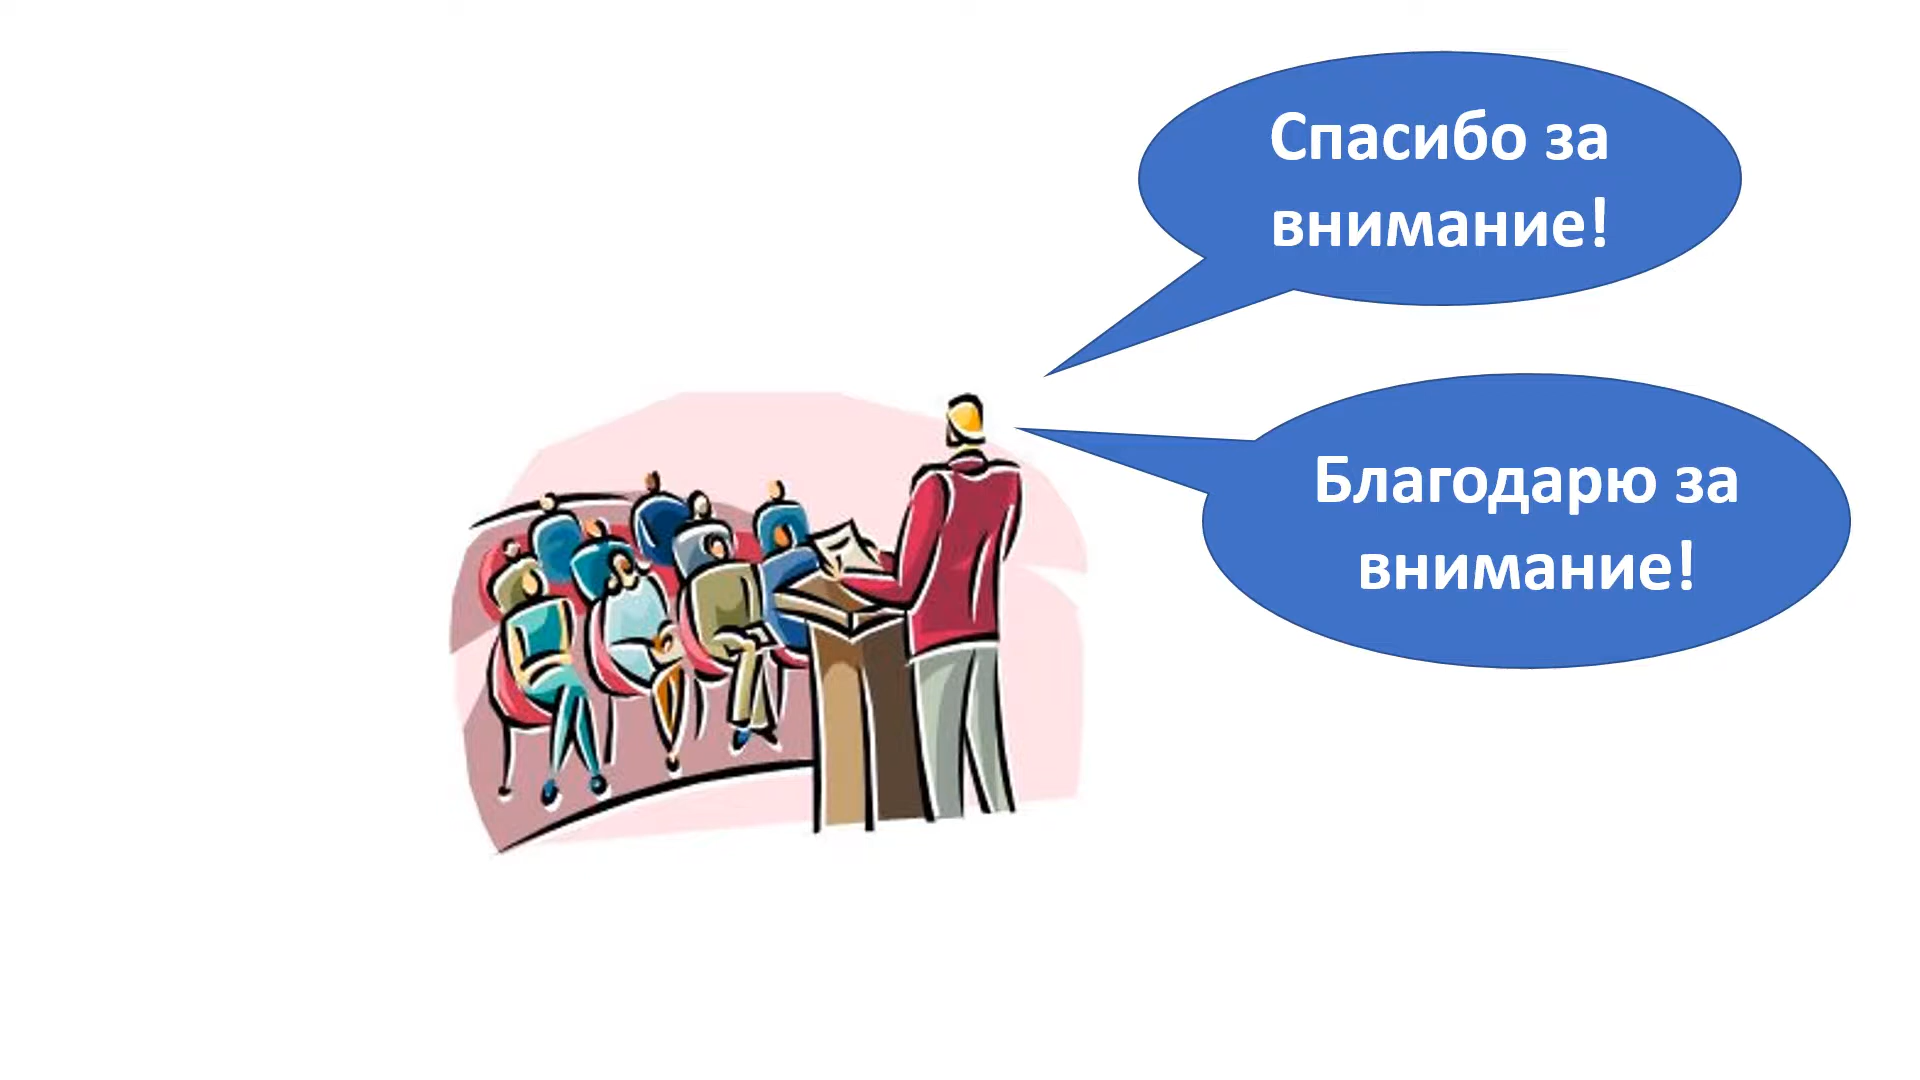 Спасибо за
внимание!
Благодарю за
внимание!